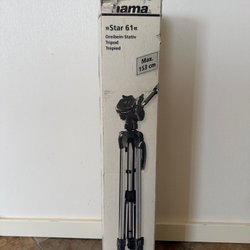 hama
»Star 61«
Dreibein-Stativ
Tripod
Trépied
Max.
153 cm